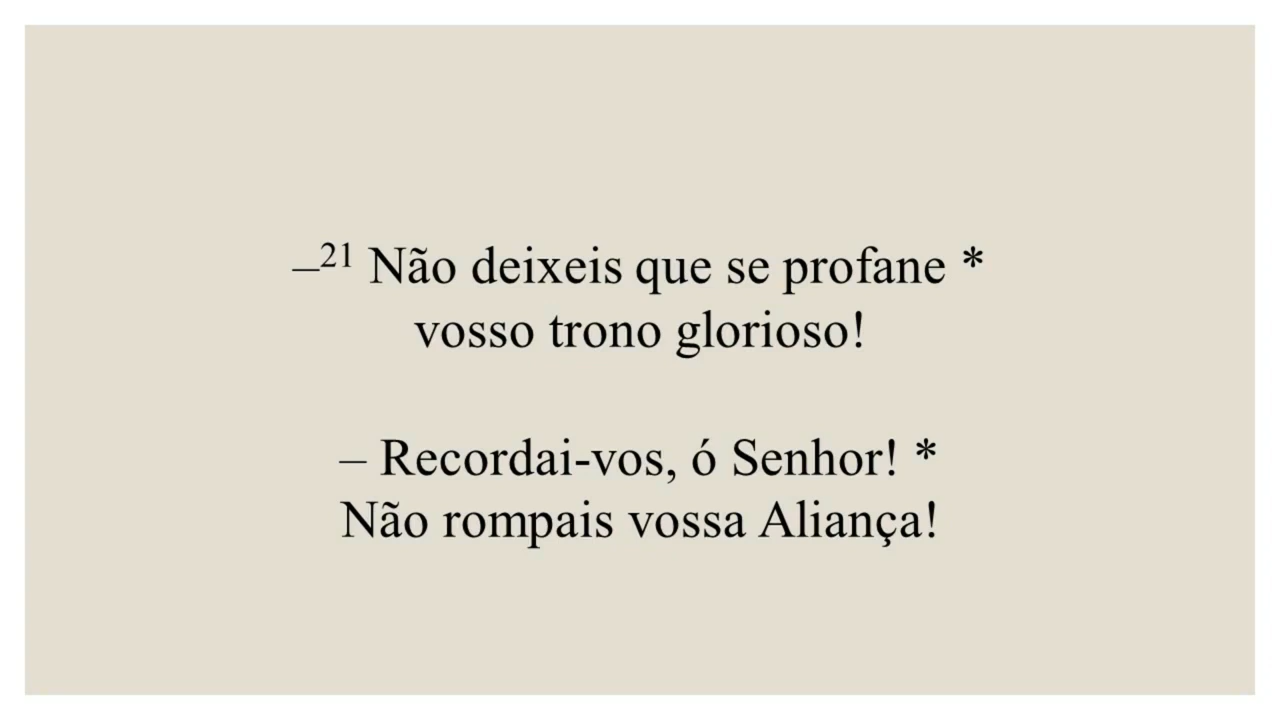 –²¹ Não deixeis que se profane *
vosso trono glorioso!
– Recordai-vos, ó Senhor! *
Não rompais vossa Aliança!